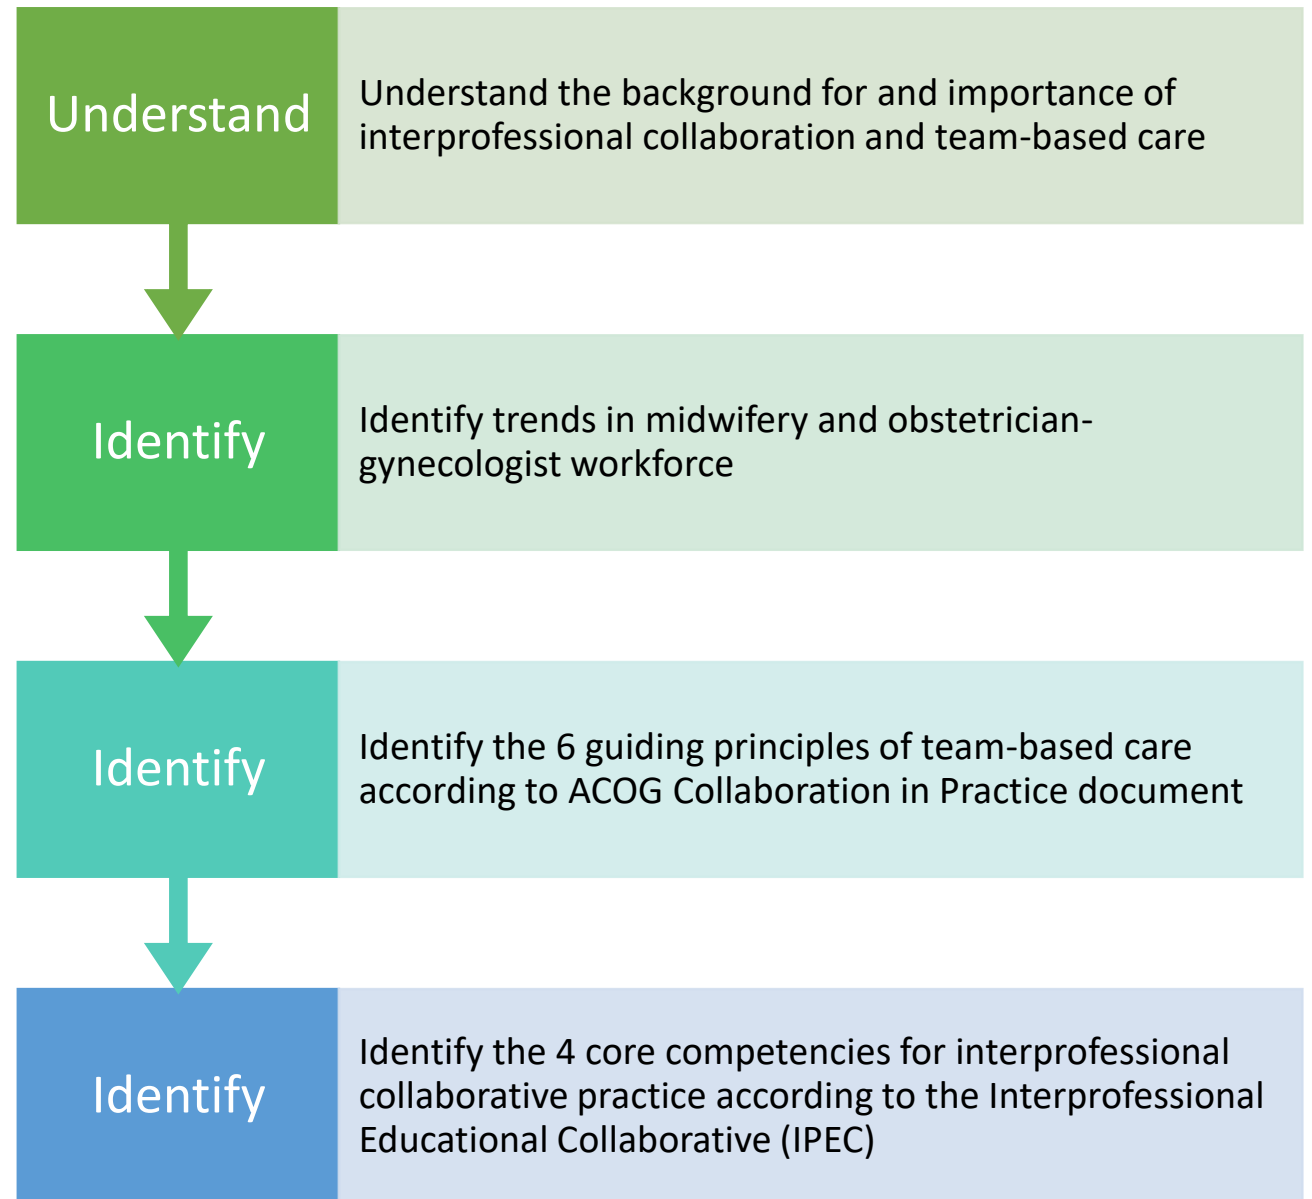 Understand
Understand the background for and importance of
interprofessional collaboration and team-based care
Identify
Identify trends in midwifery and obstetrician-
gynecologist workforce
Identify
Identify the 6 guiding principles of team-based care
according to ACOG Collaboration in Practice document
Identify
Identify the 4 core competencies for interprofessional
collaborative practice according to the Interprofessional
Educational Collaborative (IPEC)